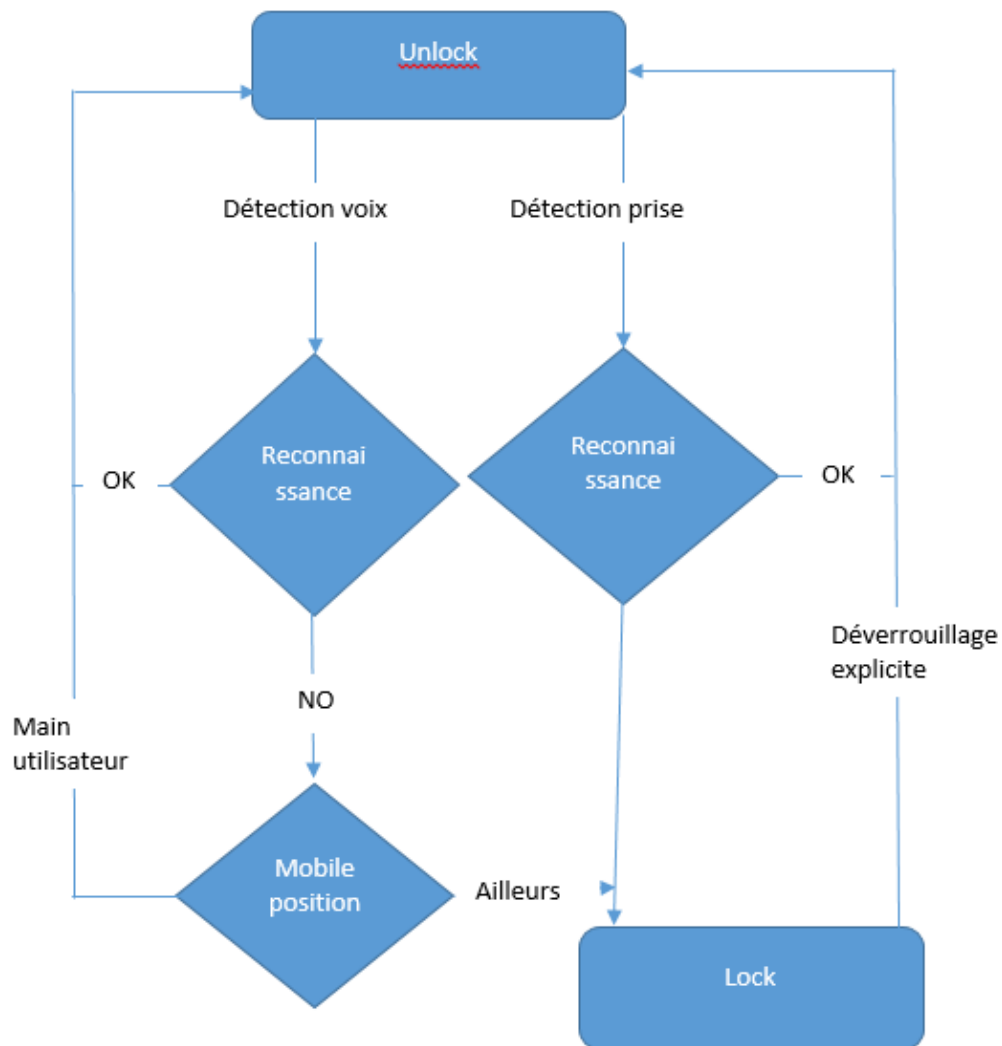 Unlock
Détection voix
Détection prise
Reconnai
ssance
Reconnai
ssance
OK
OK
Déverrouillage
explicite
NO
Main
utilisateur
Mobile
position
Ailleurs
Lock